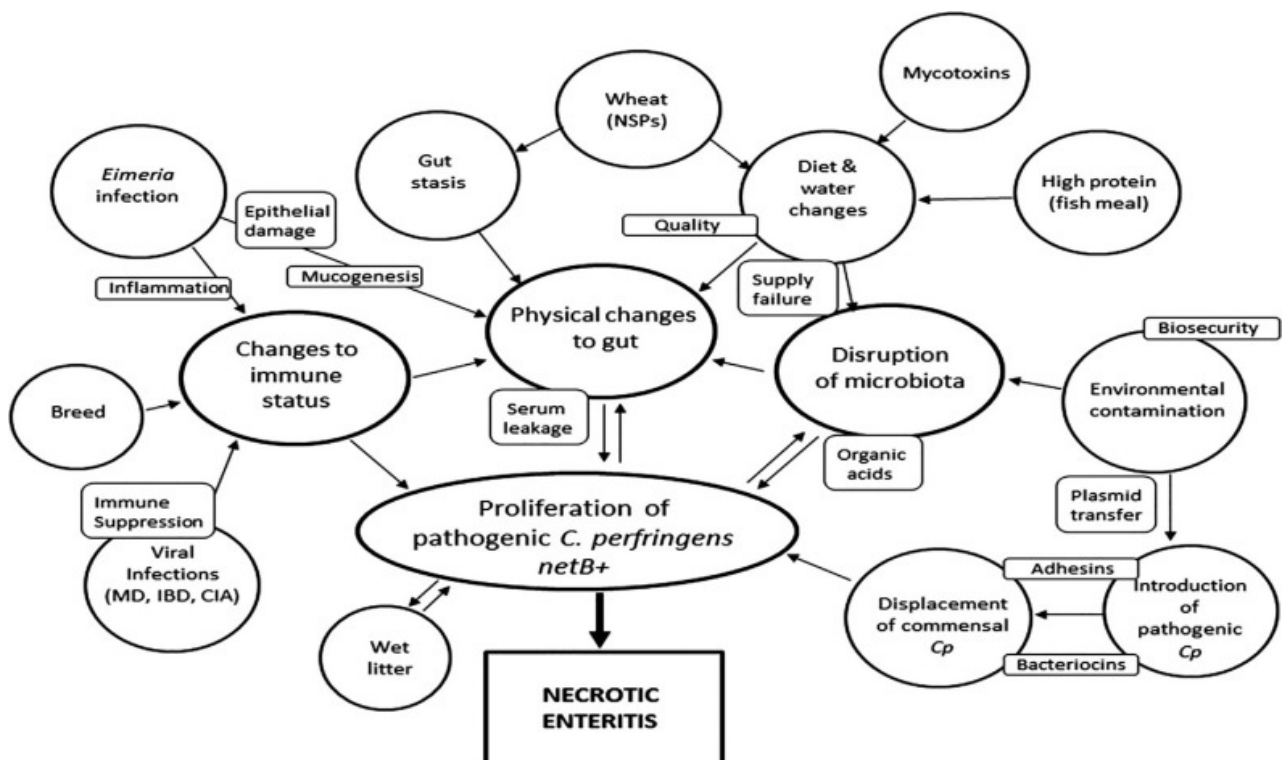 Mycotoxins
Wheat
(NSPs)
Gut
stasis
Diet &
water
changes
High protein
(fish meal)
Eimeria
infection
Epithelial
damage
Quality
Mucogenesis
Inflammation
Supply
failure
Physical changes
to gut
Biosecurity
Changes to
immune
status
Disruption
of microbiota
Environmental
contamination
Breed
Serum
leakage
Organic
acids
Immune
Suppression
Viral
Infections
(MD, IBD, CIA)
Plasmid
transfer
Proliferation of
pathogenic C. perfringens
netB+
Adhesins
Displacement
of commensal
Cp
Introduction
of
pathogenic
Cp
Bacteriocins
Wet
litter
NECROTIC
ENTERITIS